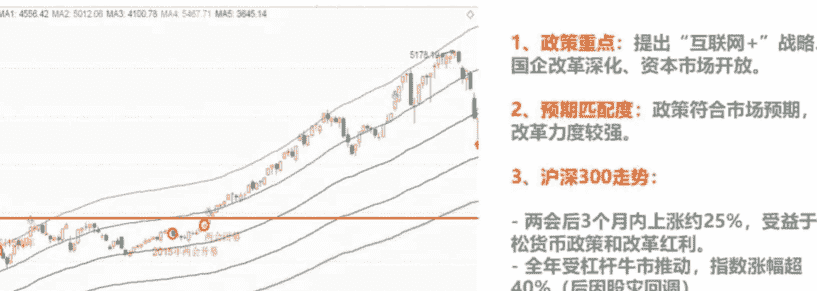 MA1: 4556.42 MA2: 5012.06 MA3: 4100.78 MA4: 5467.71 MA5: 3645.14
5178.19
2015年两会开幕
两会闭幕
1、政策重点：提出“互联网+”战略、
国企改革深化、资本市场开放。
2、预期匹配度：政策符合市场预期，
改革力度较强。
3、沪深300走势：
- 两会后3个月内上涨约25%，受益于
松货币政策和改革红利。
- 全年受杠杆牛市推动，指数涨幅超
40%（后因股灾回调）